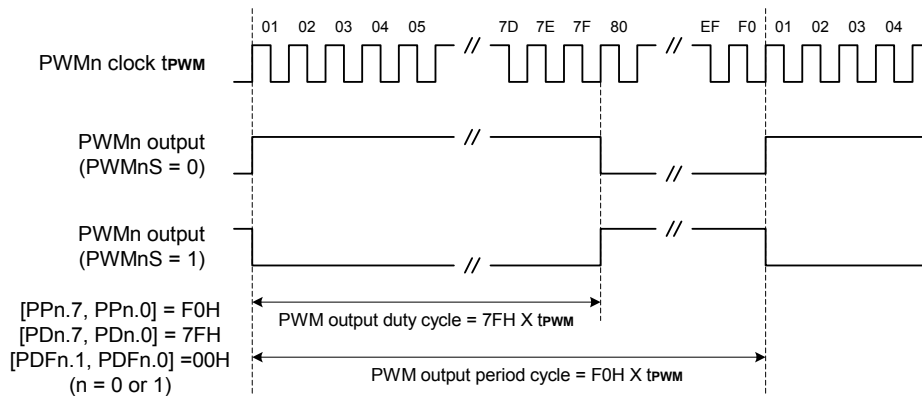 01 02 03 04 05 // 7D 7E 7F 80 // EF F0 01 02 03 04
PWMn clock tPWM
PWMn output
(PWMnS = 0)
// //
PWMn output
(PWMnS = 1)
// //
[PPn.7, PPn.0] = F0H
[PDn.7, PDn.0] = 7FH
[PDFn.1, PDFn.0] =00H
(n = 0 or 1)
PWM output duty cycle = 7FH X tPWM
PWM output period cycle = F0H X tPWM